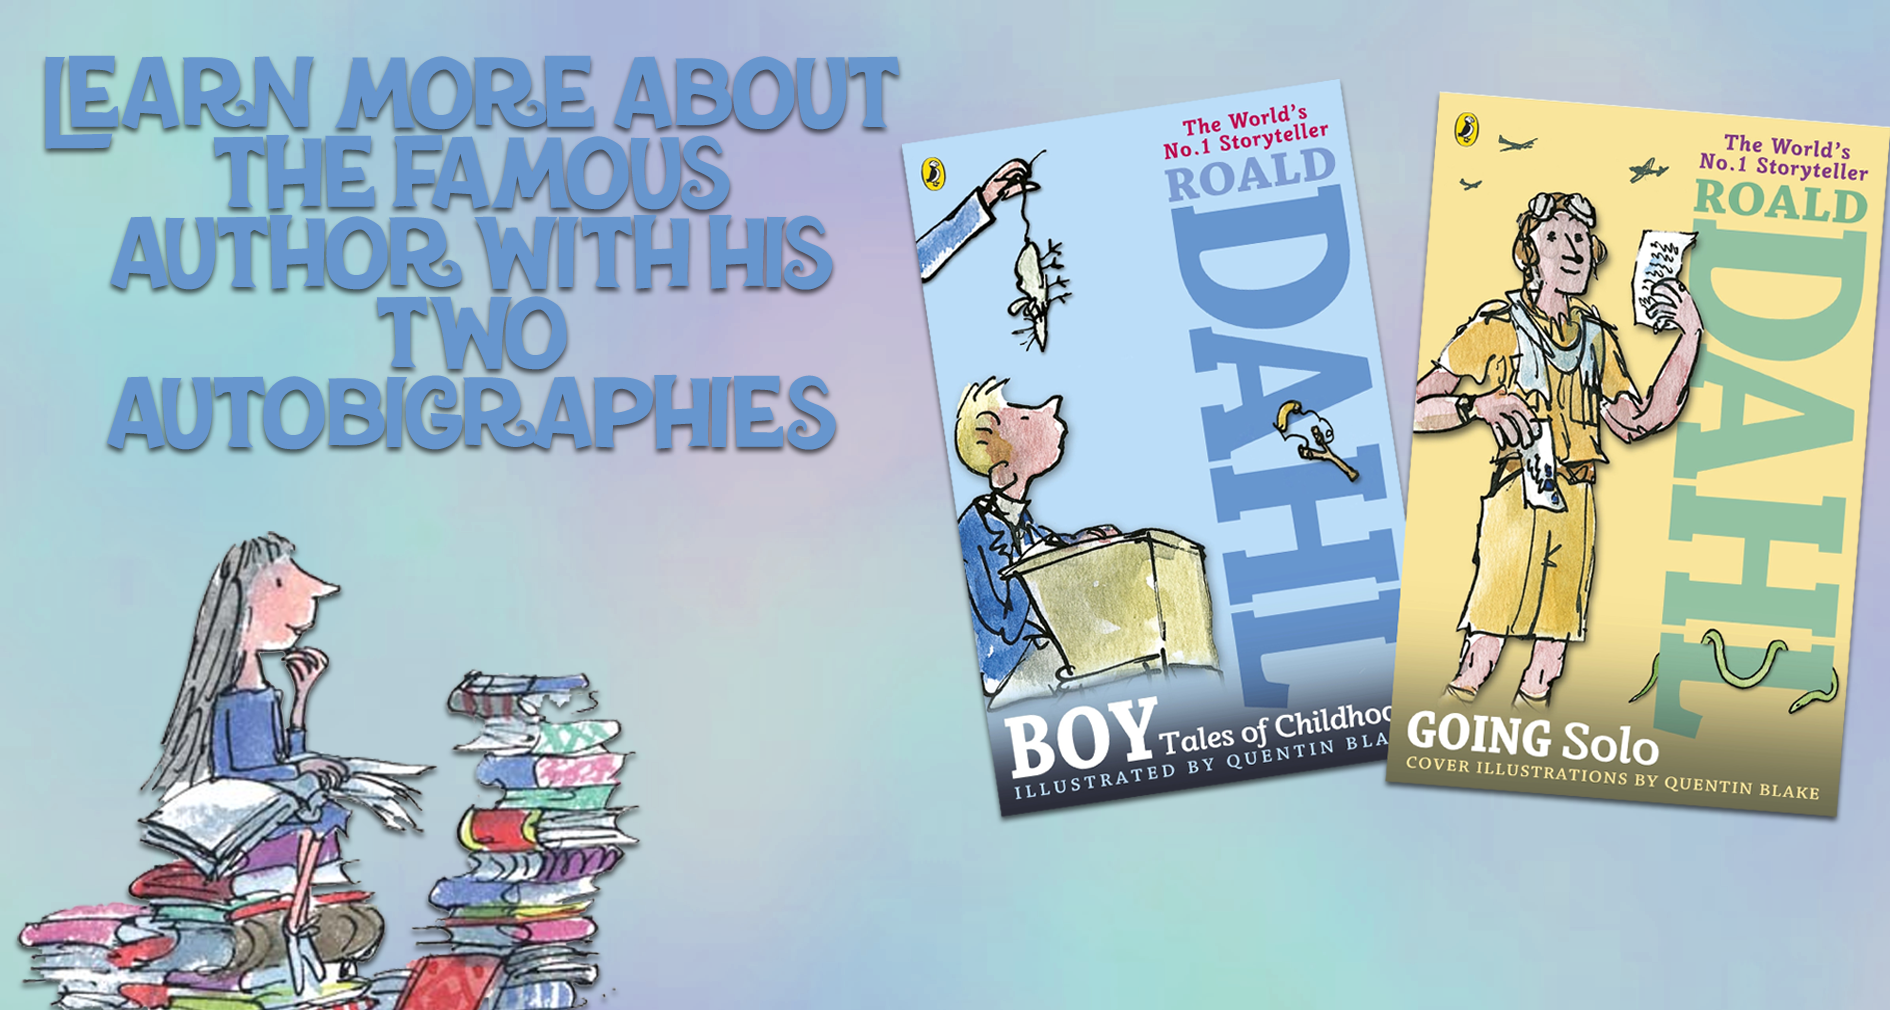 LEARN MORE ABOUT
THE FAMOUS
AUTHOR WITH HIS
TWO
AUTOBIGRAPHIES
The World's
No.1 Storyteller
ROALD
DAHL
BOY Tales of Childhoo
ILLUSTRATED BY QUENTIN BLA
The World's
No.1 Storyteller
ROALD
DAHL
GOING Solo
COVER ILLUSTRATIONS BY QUENTIN BLAKE